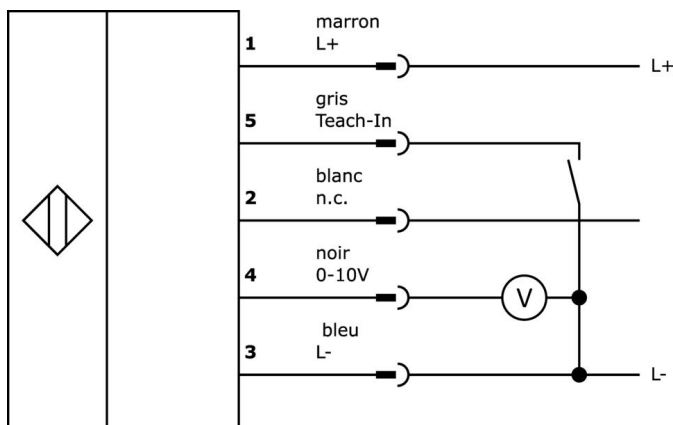 marron
1 L+
L+
gris
5 Teach-In
blanc
2 n.c.
noir
4 0-10V
V
bleu
3 L-
L-